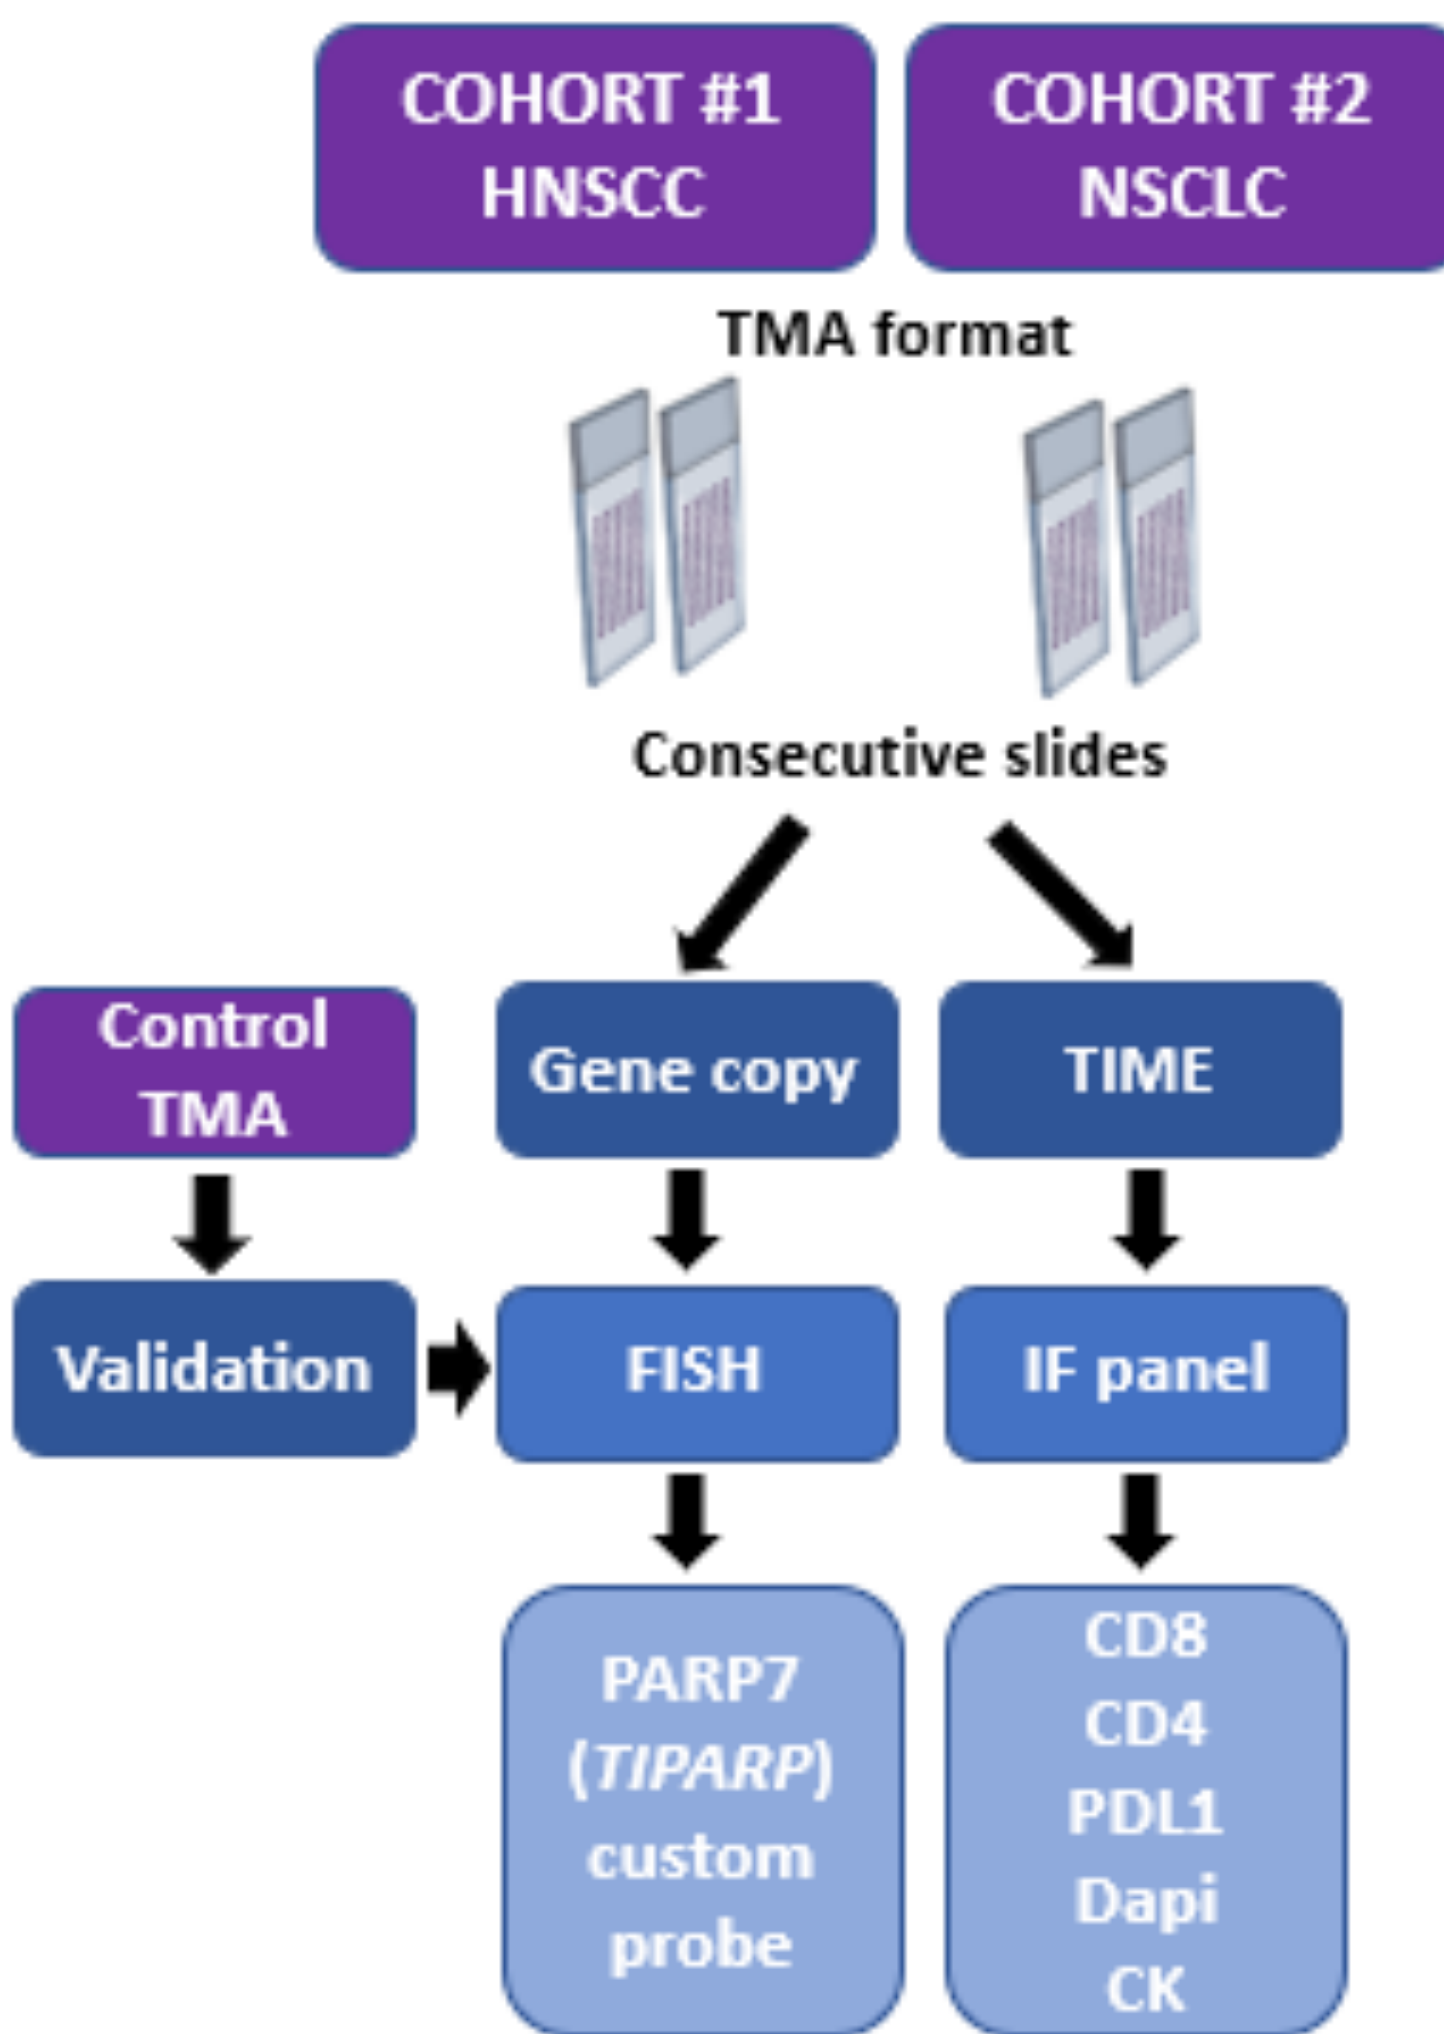 COHORT #1
HNSCC
COHORT #2
NSCLC
TMA format
Consecutive slides
Control
TMA
Gene copy
TIME
Validation
FISH
IF panel
PARP7
(TIPARP)
custom
probe
CD8
CD4
PDL1
Dapi
CK